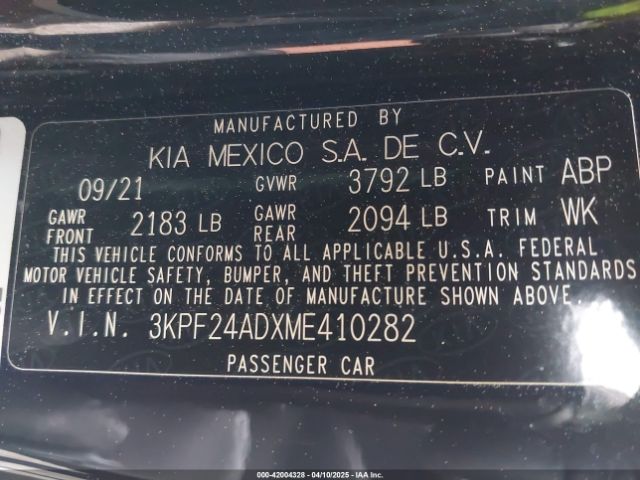 MANUFACTURED BY
KIA MEXICO S.A. DE C.V.
09/21 GVWR 3792 LB PAINT ABP
GAWR FRONT 2183 LB GAWR REAR 2094 LB TRIM WK
THIS VEHICLE CONFORMS TO ALL APPLICABLE U.S.A. FEDERAL
MOTOR VEHICLE SAFETY, BUMPER, AND THEFT PREVENTION STANDARDS
IN EFFECT ON THE DATE OF MANUFACTURE SHOWN ABOVE.
V.I.N. 3KPF24ADXME410282
PASSENGER CAR
000-42004328 - 04/10/2025 - IAA Inc.